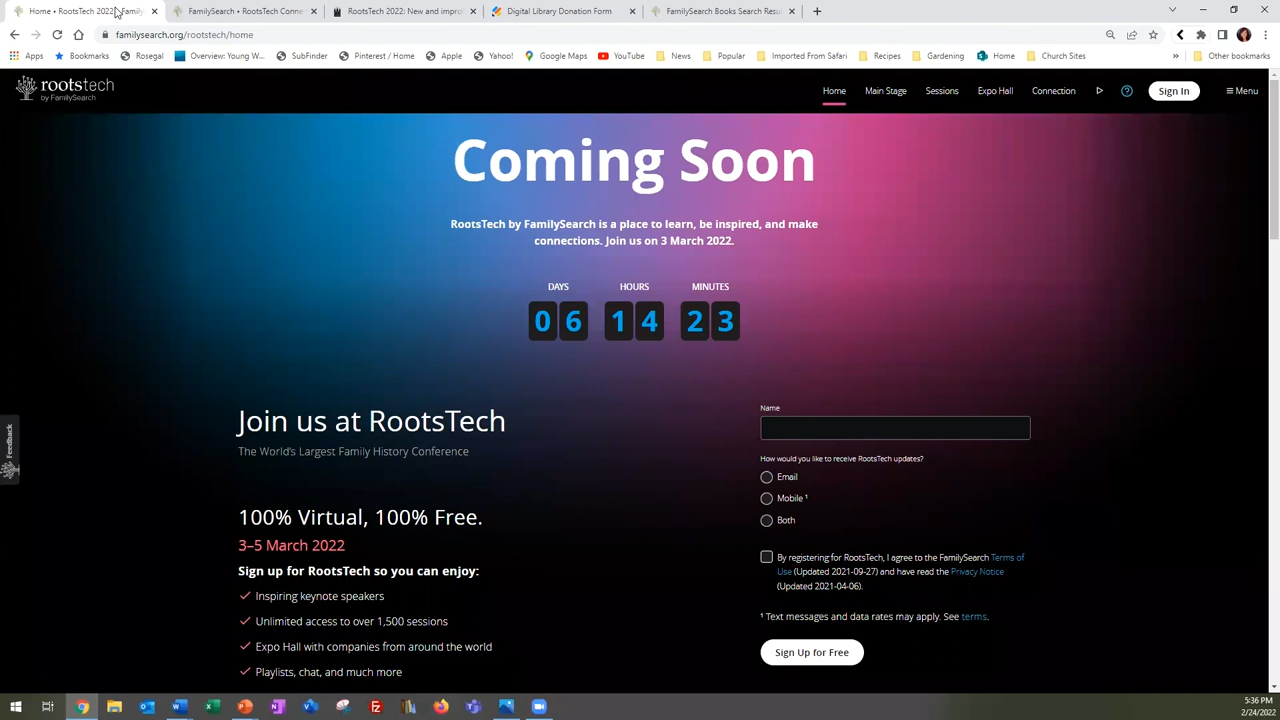 Home • RootsTech 2022 • Family
FamilySearch • RootsTech Conne
RootsTech 2022: New and impro
Digital Library Donation Form
FamilySearch Books Search Resu
familysearch.org/rootstech/home
Apps
Bookmarks
Rosegal
Overview: Young W...
SubFinder
Pinterest / Home
Apple
Yahoo!
Google Maps
YouTube
News
Popular
Imported From Safari
Recipes
Gardening
Home
Church Sites
»
Other bookmarks
rootstech
by FamilySearch
Home
Main Stage
Sessions
Expo Hall
Connection
Sign In
Menu
Coming Soon
RootsTech by FamilySearch is a place to learn, be inspired, and make
connections. Join us on 3 March 2022.
DAYS HOURS MINUTES
06 14 23
Join us at RootsTech
The World's Largest Family History Conference
100% Virtual, 100% Free.
3–5 March 2022
Sign up for RootsTech so you can enjoy:
Inspiring keynote speakers
Unlimited access to over 1,500 sessions
Expo Hall with companies from around the world
Playlists, chat, and much more
Name
How would you like to receive RootsTech updates?
Email
Mobile ¹
Both
By registering for RootsTech, I agree to the FamilySearch Terms of
Use (Updated 2021-09-27) and have read the Privacy Notice
(Updated 2021-04-06).
¹ Text messages and data rates may apply. See terms.
Sign Up for Free
Feedback
5:36 PM
2/24/2022